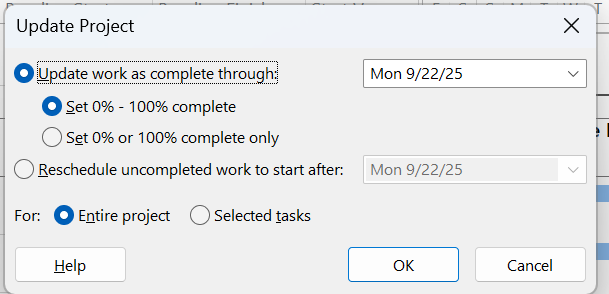 Update Project
Update work as complete through:
Mon 9/22/25
Set 0% - 100% complete
Set 0% or 100% complete only
Reschedule uncompleted work to start after:
Mon 9/22/25
For:
Entire project
Selected tasks
Help
OK
Cancel